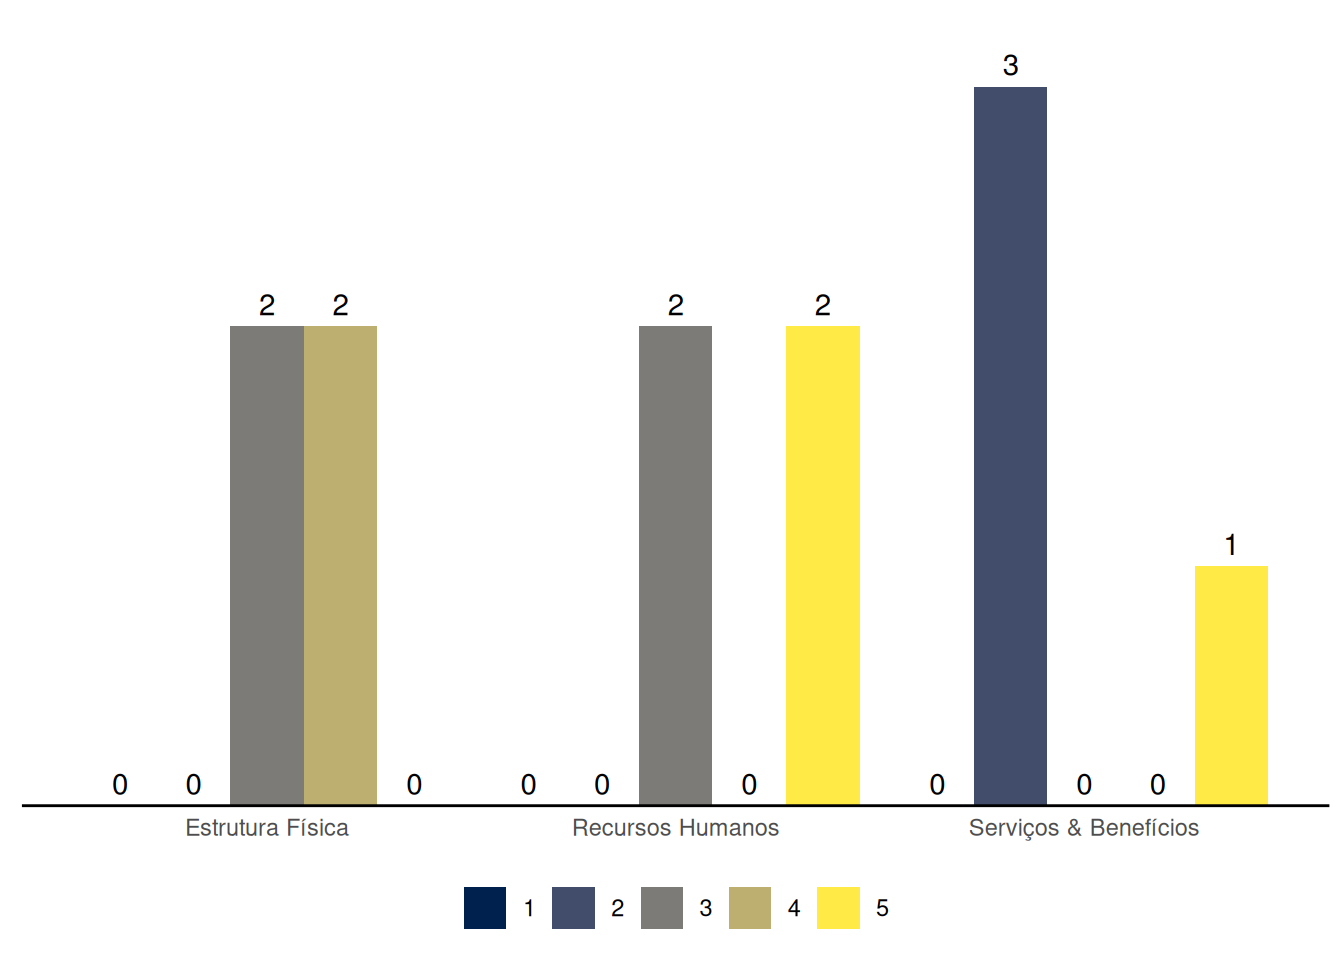 3
2 2 2 2
1
0 0 0 0 0 0 0 0 0
Estrutura Física Recursos Humanos Serviços & Benefícios
1 2 3 4 5